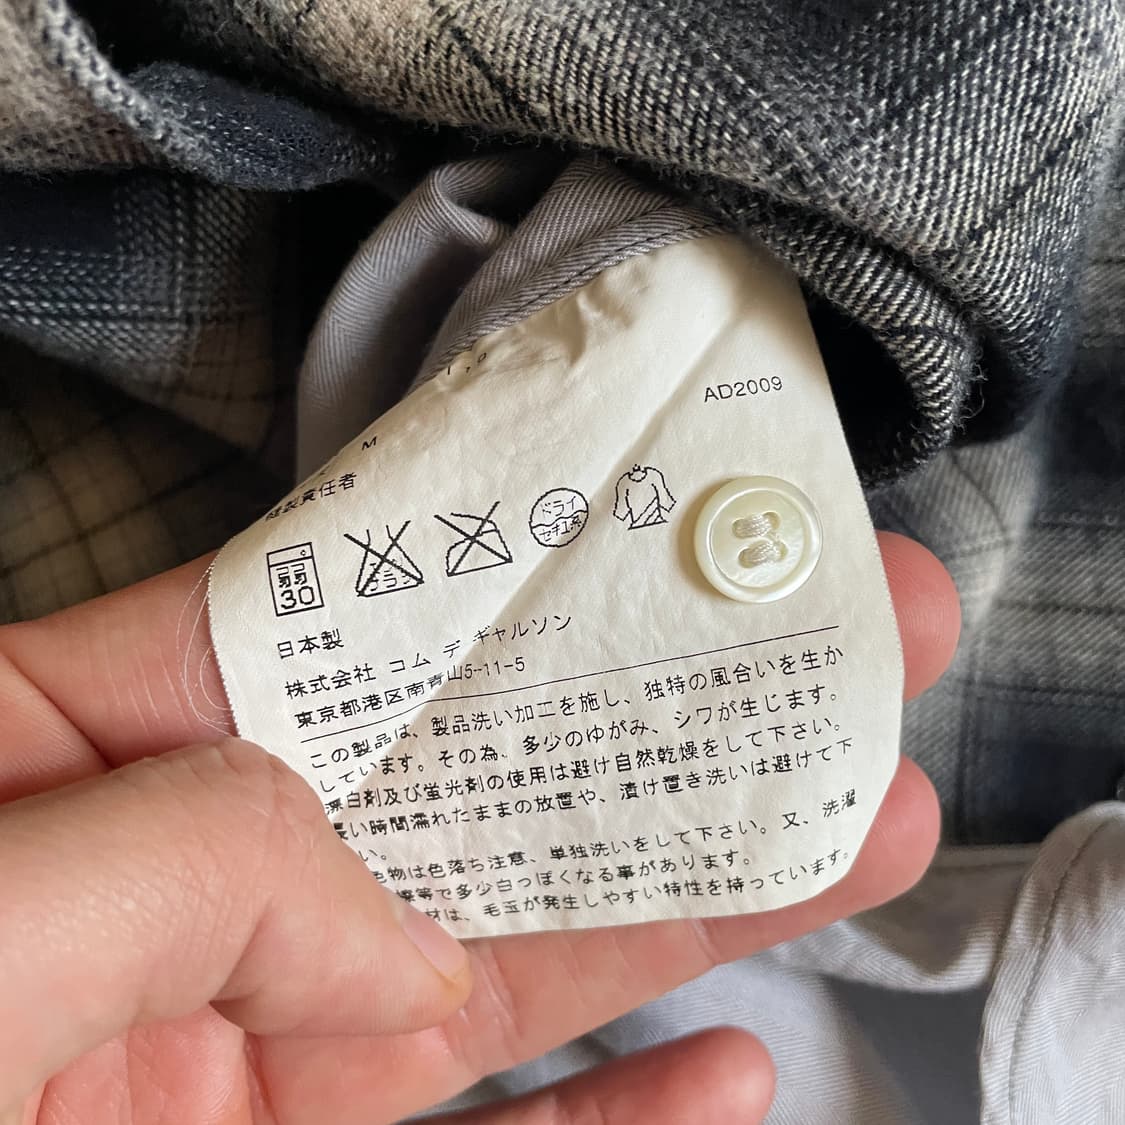 AD2009
M
縫製責任者
弱
30
エンソサラシ
ドライ
セキユ系
日本製
株式会社 コム デ ギャルソン
東京都港区南青山5-11-5
この製品は、製品洗い加工を施し、独特の風合いを生か
しています。その為、多少のゆがみ、シワが生じます。
漂白剤及び蛍光剤の使用は避け自然乾燥をして下さい。
長い時間濡れたままの放置や、漬け置き洗いは避けて下
い。
色物は色落ち注意、単独洗いをして下さい。又、洗濯
燥等で多少白っぽくなる事があります。
材は、毛玉が発生しやすい特性を持っています。